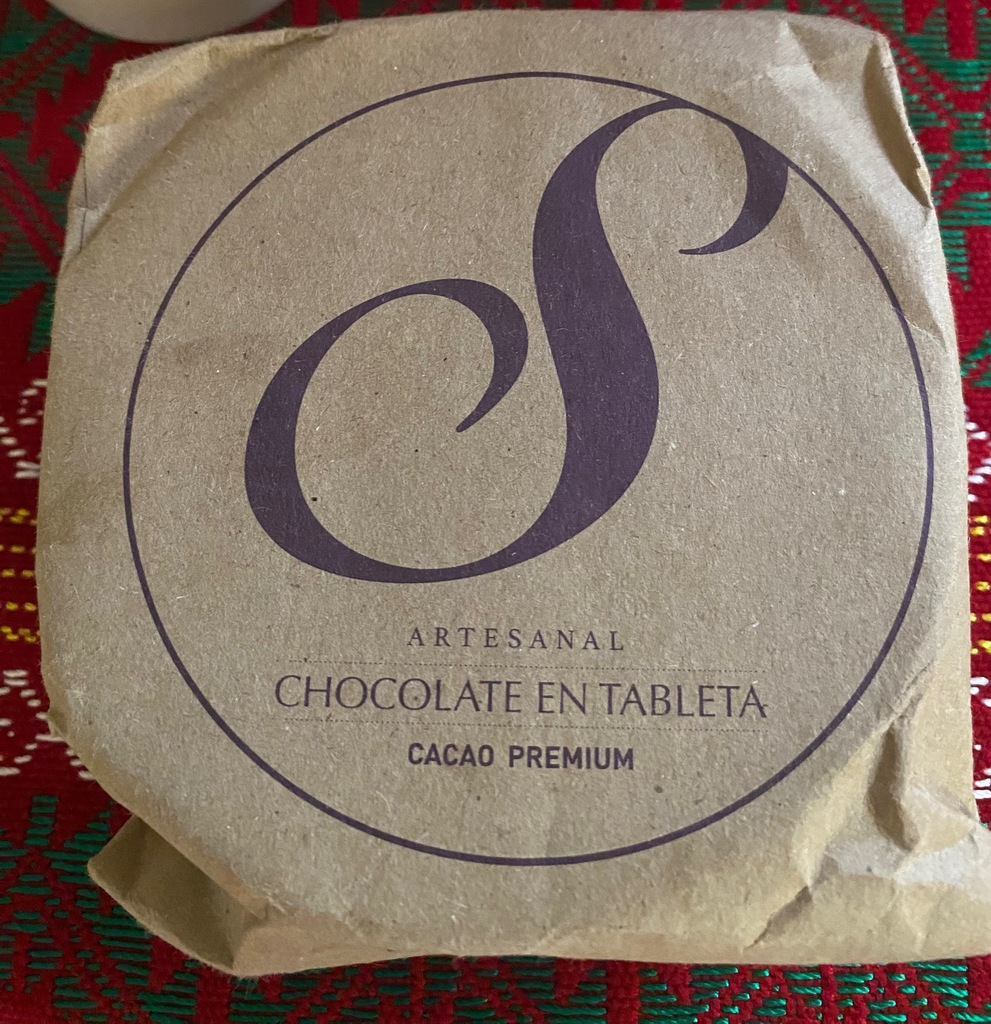 S
ARTESANAL
CHOCOLATE EN TABLETA
CACAO PREMIUM